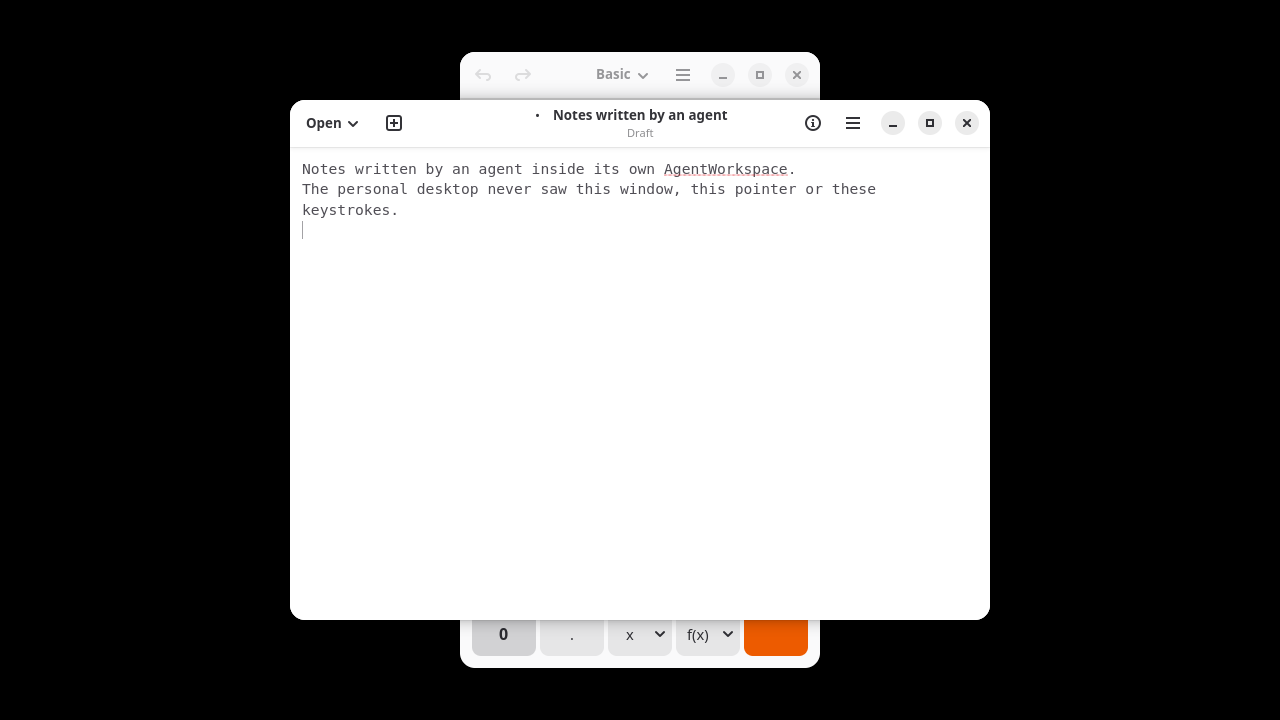 Basic
Open
• Notes written by an agent
Draft
Notes written by an agent inside its own AgentWorkspace.
The personal desktop never saw this window, this pointer or these
keystrokes.
0
.
x
f(x)